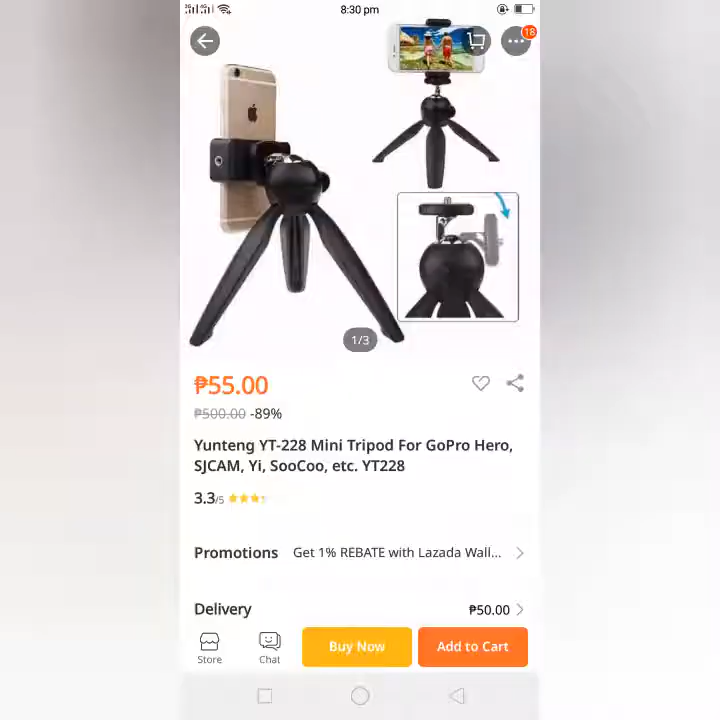 8:30 pm
18
1/3
₱55.00
₱500.00 -89%
Yunteng YT-228 Mini Tripod For GoPro Hero,
SJCAM, Yi, SooCoo, etc. YT228
3.3/5
Promotions Get 1% REBATE with Lazada Wall...
Delivery ₱50.00
Store Chat Buy Now Add to Cart